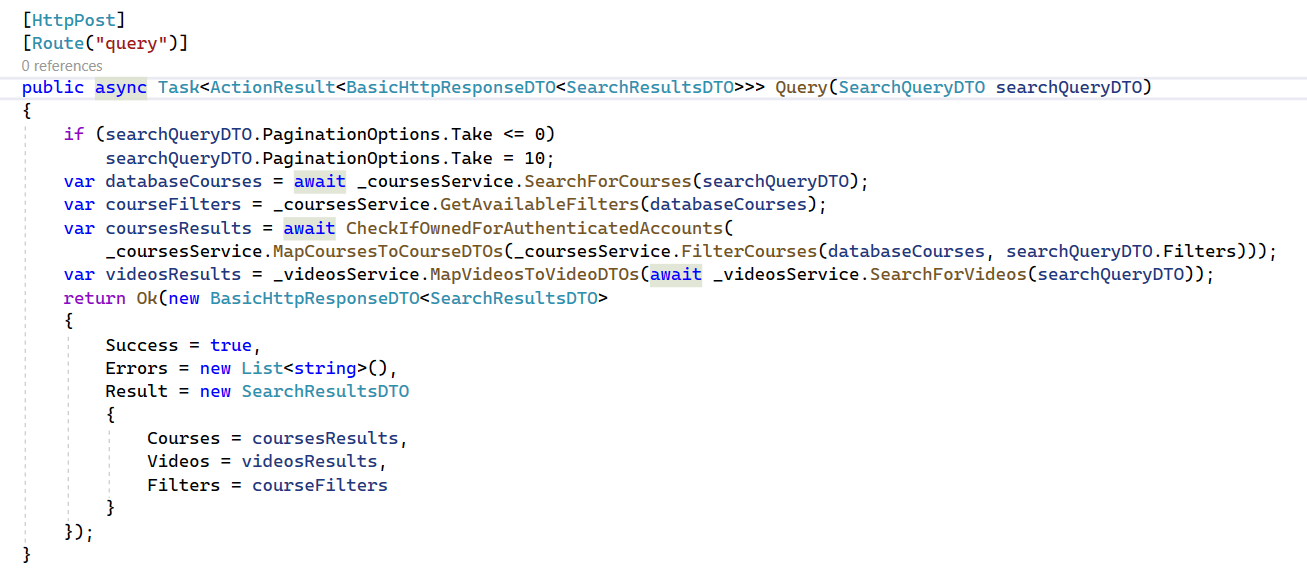 [HttpPost]
[Route("query")]
0 references
public async Task<ActionResult<BasicHttpResponseDTO<SearchResultsDTO>>> Query(SearchQueryDTO searchQueryDTO)
{
    if (searchQueryDTO.PaginationOptions.Take <= 0)
        searchQueryDTO.PaginationOptions.Take = 10;
    var databaseCourses = await _coursesService.SearchForCourses(searchQueryDTO);
    var courseFilters = _coursesService.GetAvailableFilters(databaseCourses);
    var coursesResults = await CheckIfOwnedForAuthenticatedAccounts(
        _coursesService.MapCoursesToCourseDTOs(_coursesService.FilterCourses(databaseCourses, searchQueryDTO.Filters)));
    var videosResults = _videosService.MapVideosToVideoDTOs(await _videosService.SearchForVideos(searchQueryDTO));
    return Ok(new BasicHttpResponseDTO<SearchResultsDTO>
    {
        Success = true,
        Errors = new List<string>(),
        Result = new SearchResultsDTO
        {
            Courses = coursesResults,
            Videos = videosResults,
            Filters = courseFilters
        }
    });
}